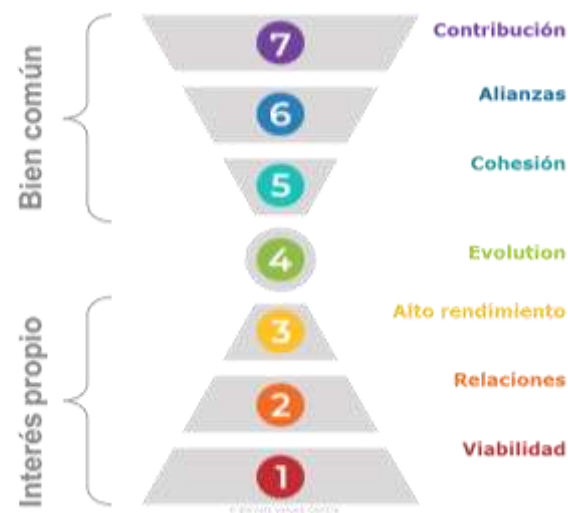 Bien común
7 Contribución
6 Alianzas
5 Cohesión
4 Evolution
Interés propio
3 Alto rendimiento
2 Relaciones
1 Viabilidad